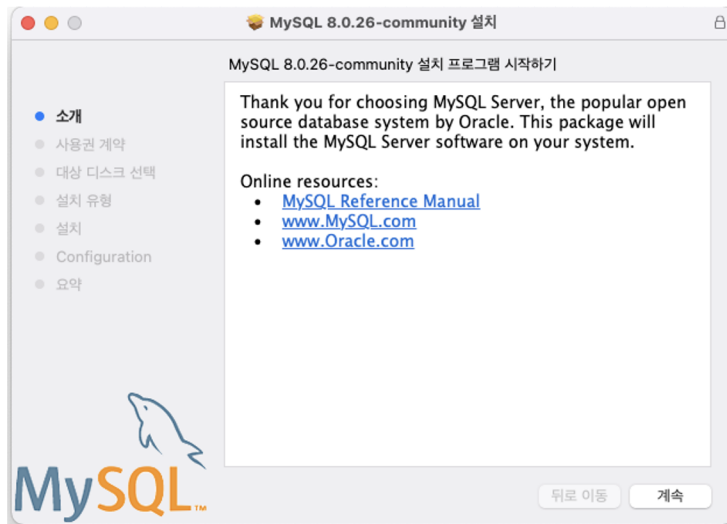 MySQL 8.0.26-community 설치
MySQL 8.0.26-community 설치 프로그램 시작하기
소개
사용권 계약
대상 디스크 선택
설치 유형
설치
Configuration
요약
Thank you for choosing MySQL Server, the popular open
source database system by Oracle. This package will
install the MySQL Server software on your system.
Online resources:
• MySQL Reference Manual
• www.MySQL.com
• www.Oracle.com
MySQL™
뒤로 이동
계속